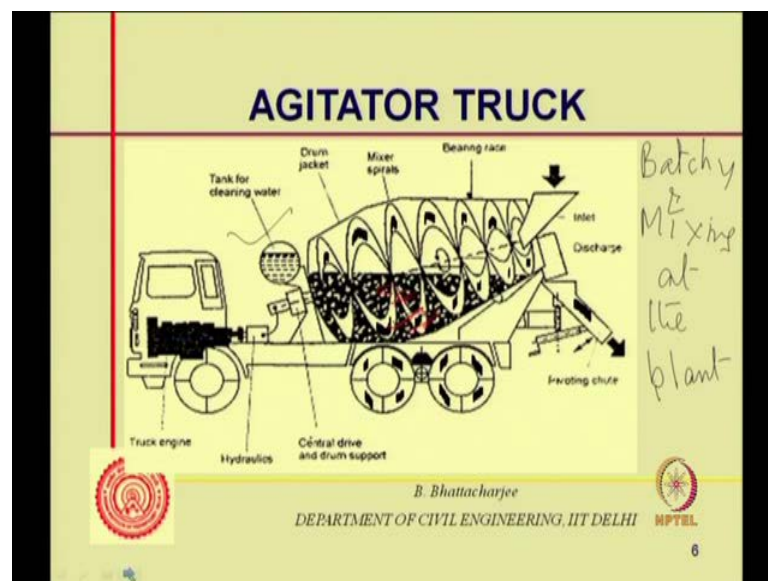 AGITATOR TRUCK
Drum
jacket
Mixer
spirals
Bearing race
Tank for
cleaning water
Inlet
Discharge
Pivoting chute
Truck engine
Hydraulics
Central drive
and drum support
Batchy
&
Mixing
at
the
plant
B. Bhattacharjee
DEPARTMENT OF CIVIL ENGINEERING, IIT DELHI
NPTEL
6